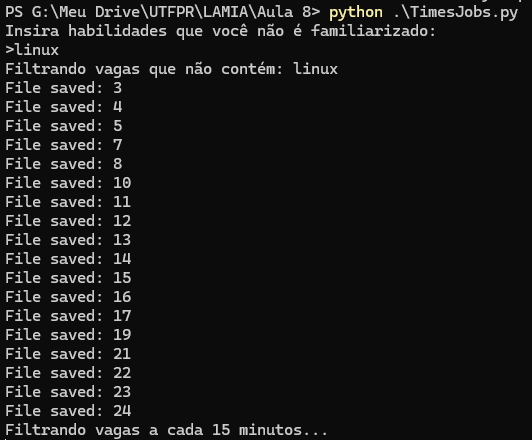 PS G:\Meu Drive\UTFPR\LAMIA\Aula 8> python .\TimesJobs.py
Insira habilidades que você não é familiarizado:
>linux
Filtrando vagas que não contém: linux
File saved: 3
File saved: 4
File saved: 5
File saved: 7
File saved: 8
File saved: 10
File saved: 11
File saved: 12
File saved: 13
File saved: 14
File saved: 15
File saved: 16
File saved: 17
File saved: 19
File saved: 21
File saved: 22
File saved: 23
File saved: 24
Filtrando vagas a cada 15 minutos...